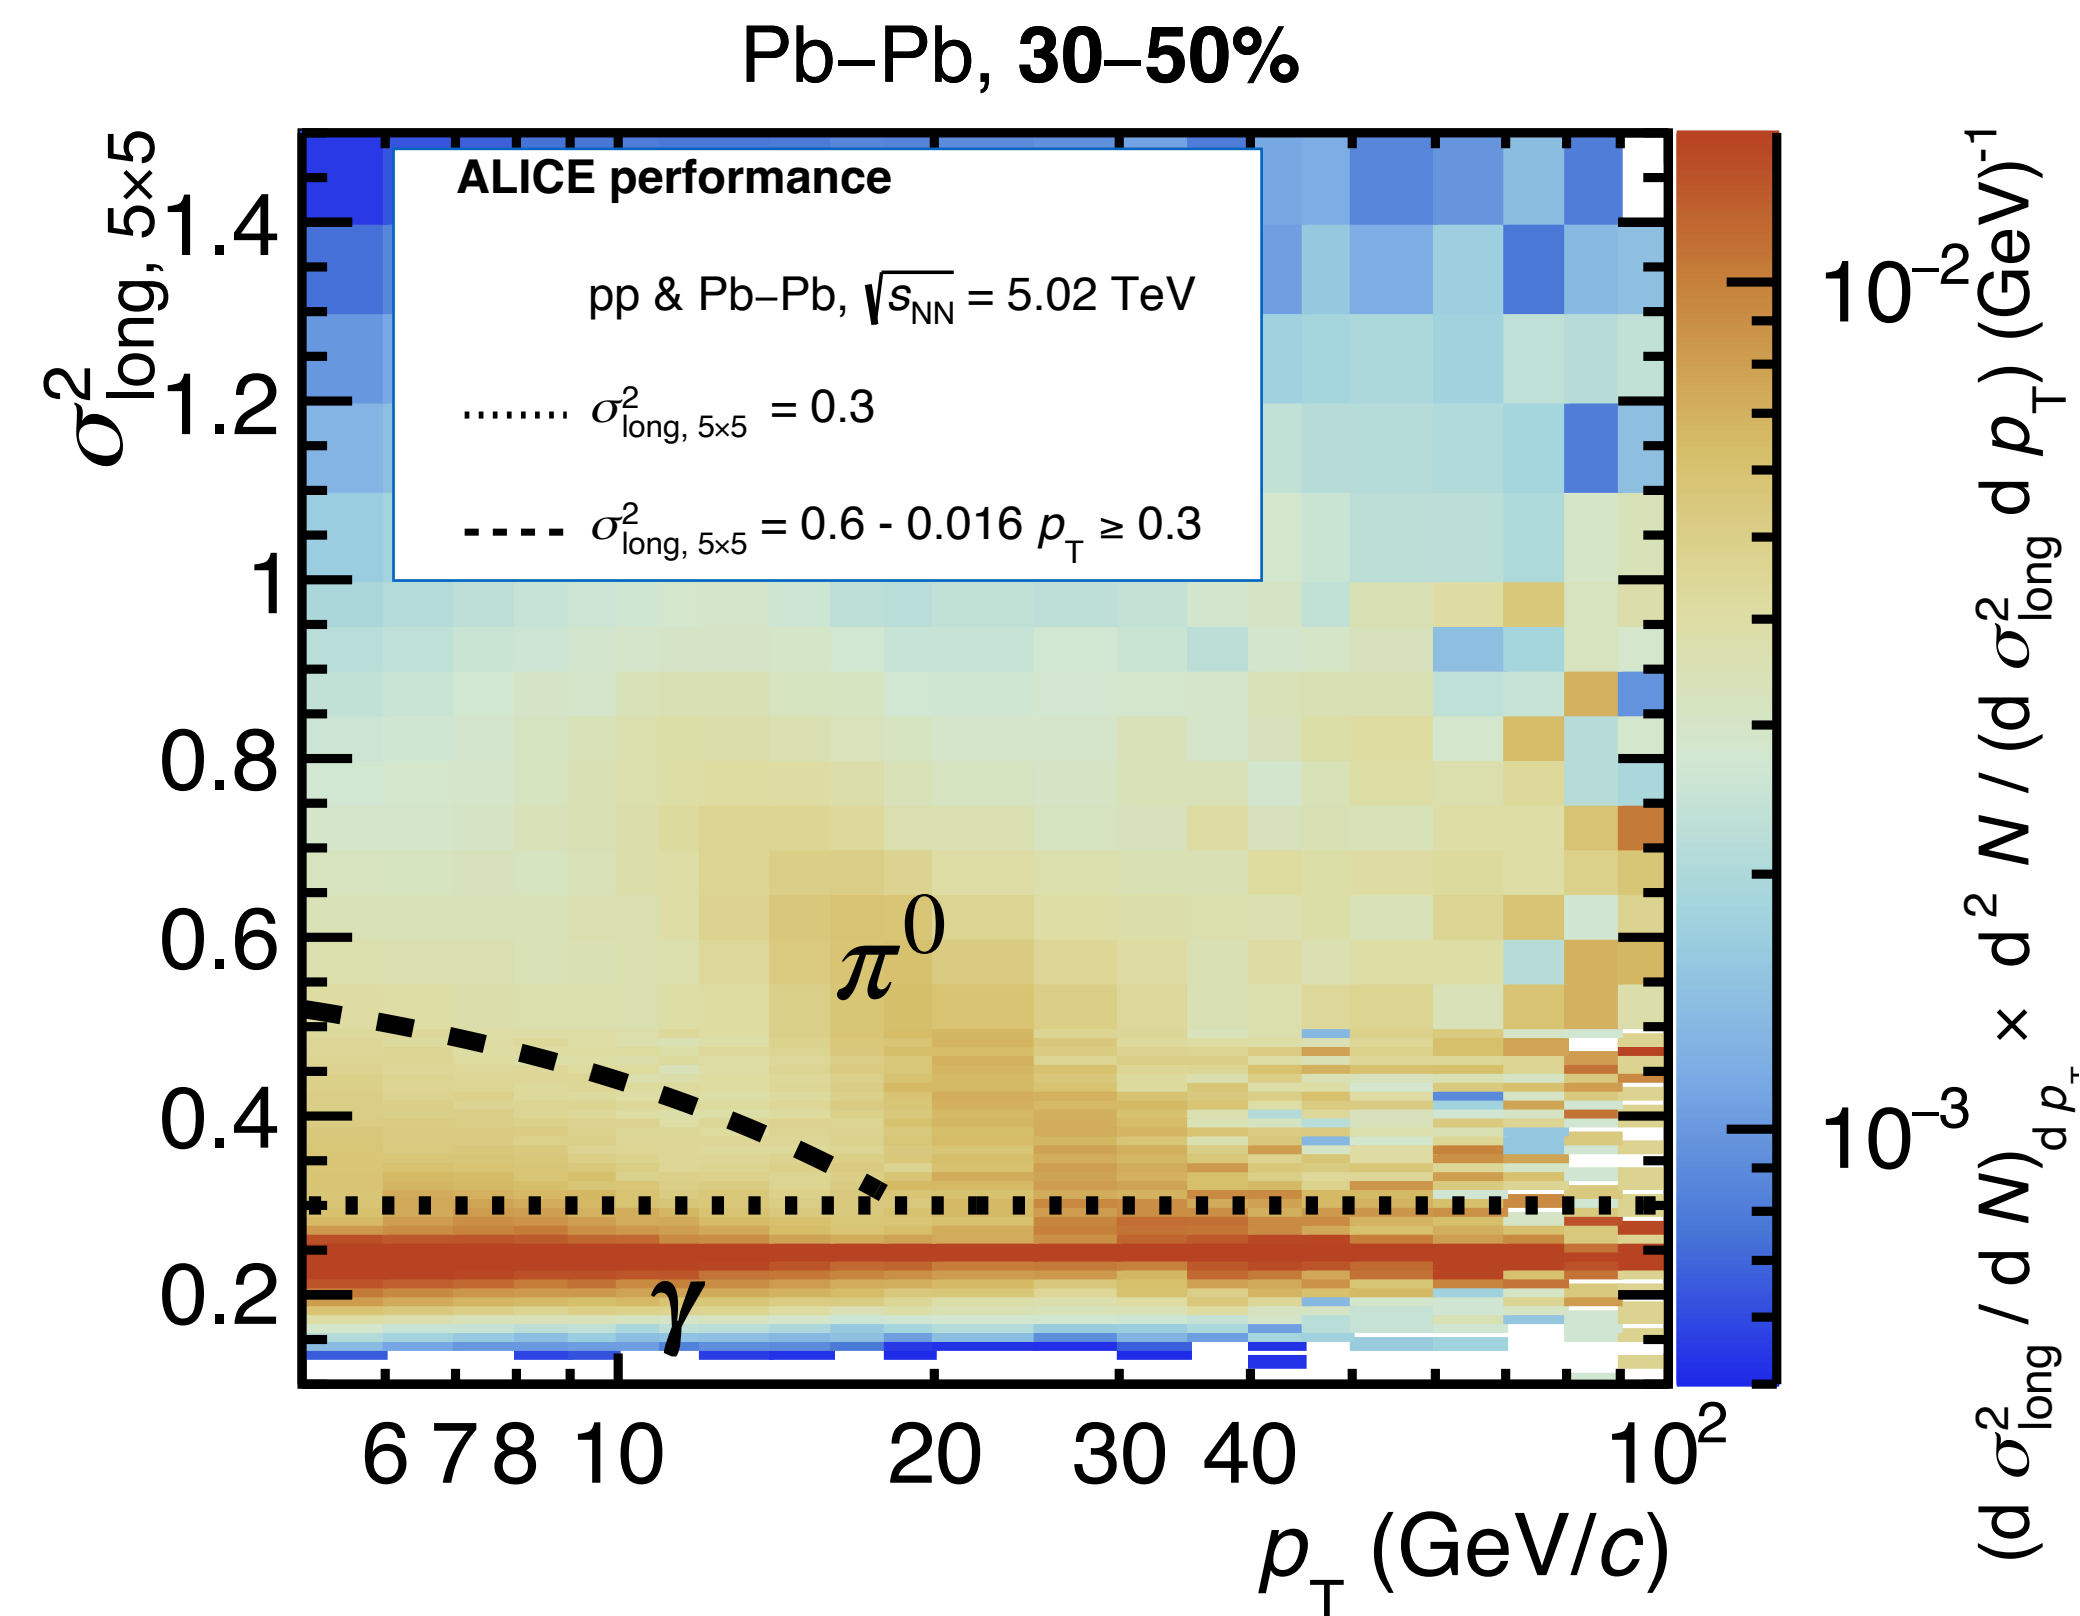 Pb–Pb, 30–50%
σ²long, 5×5
ALICE performance
pp & Pb–Pb, √sNN = 5.02 TeV
σ²long, 5×5 = 0.3
σ²long, 5×5 = 0.6 - 0.016 pT ≥ 0.3
1.4
1.2
1
0.8
0.6
0.4
0.2
π⁰
γ
6 7 8 10 20 30 40 10²
pT (GeV/c)
10⁻²
10⁻³
(d σ²long / d N)d pT × d² N / (d σ²long d pT) (GeV)⁻¹